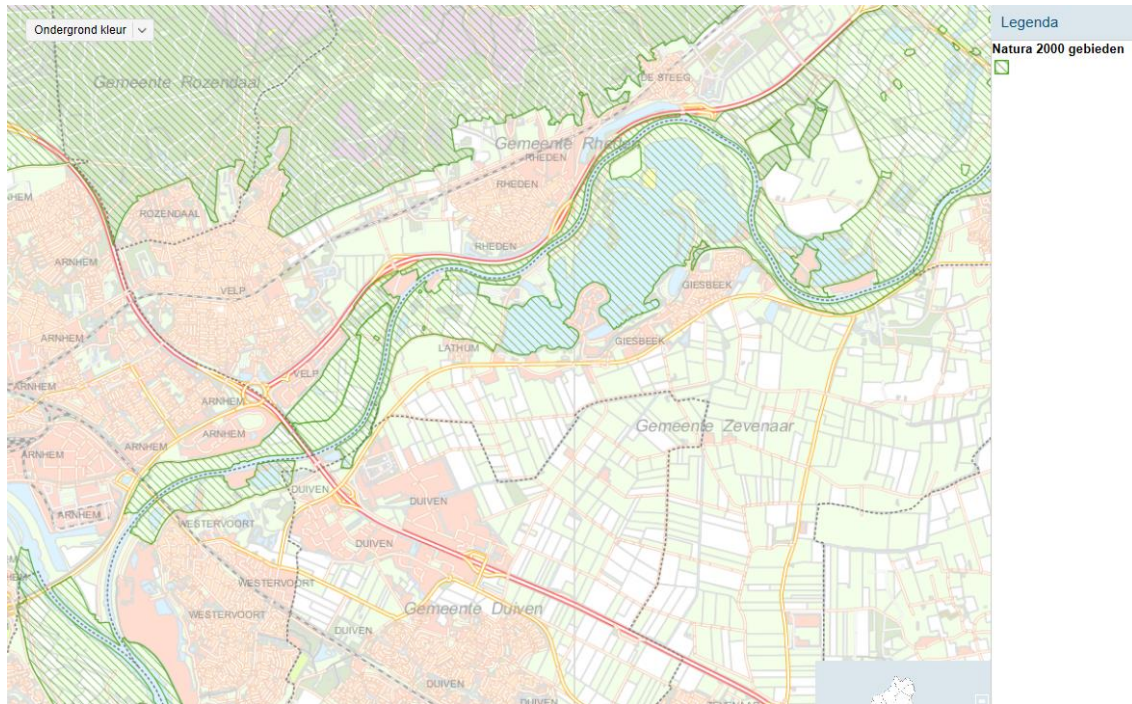 Ondergrond kleur
Legenda
Natura 2000 gebieden
Gemeente Rozendaal
DE STEEG
Gemeente Rheden
RHEDEN
RHEDEN
ROZENDAAL
ARNHEM
RHEDEN
ARNHEM
VELP
GIESBEEK
ARNHEM
LATHUM
GIESBEEK
ARNHEM
VELP
ARNHEM
Gemeente Zevenaar
ARNHEM
ARNHEM
DUIVEN
DUIVEN
ARNHEM
WESTERVOORT
DUIVEN
WESTERVOORT
Gemeente Duiven
WESTERVOORT
DUIVEN
DUIVEN
DUIVEN